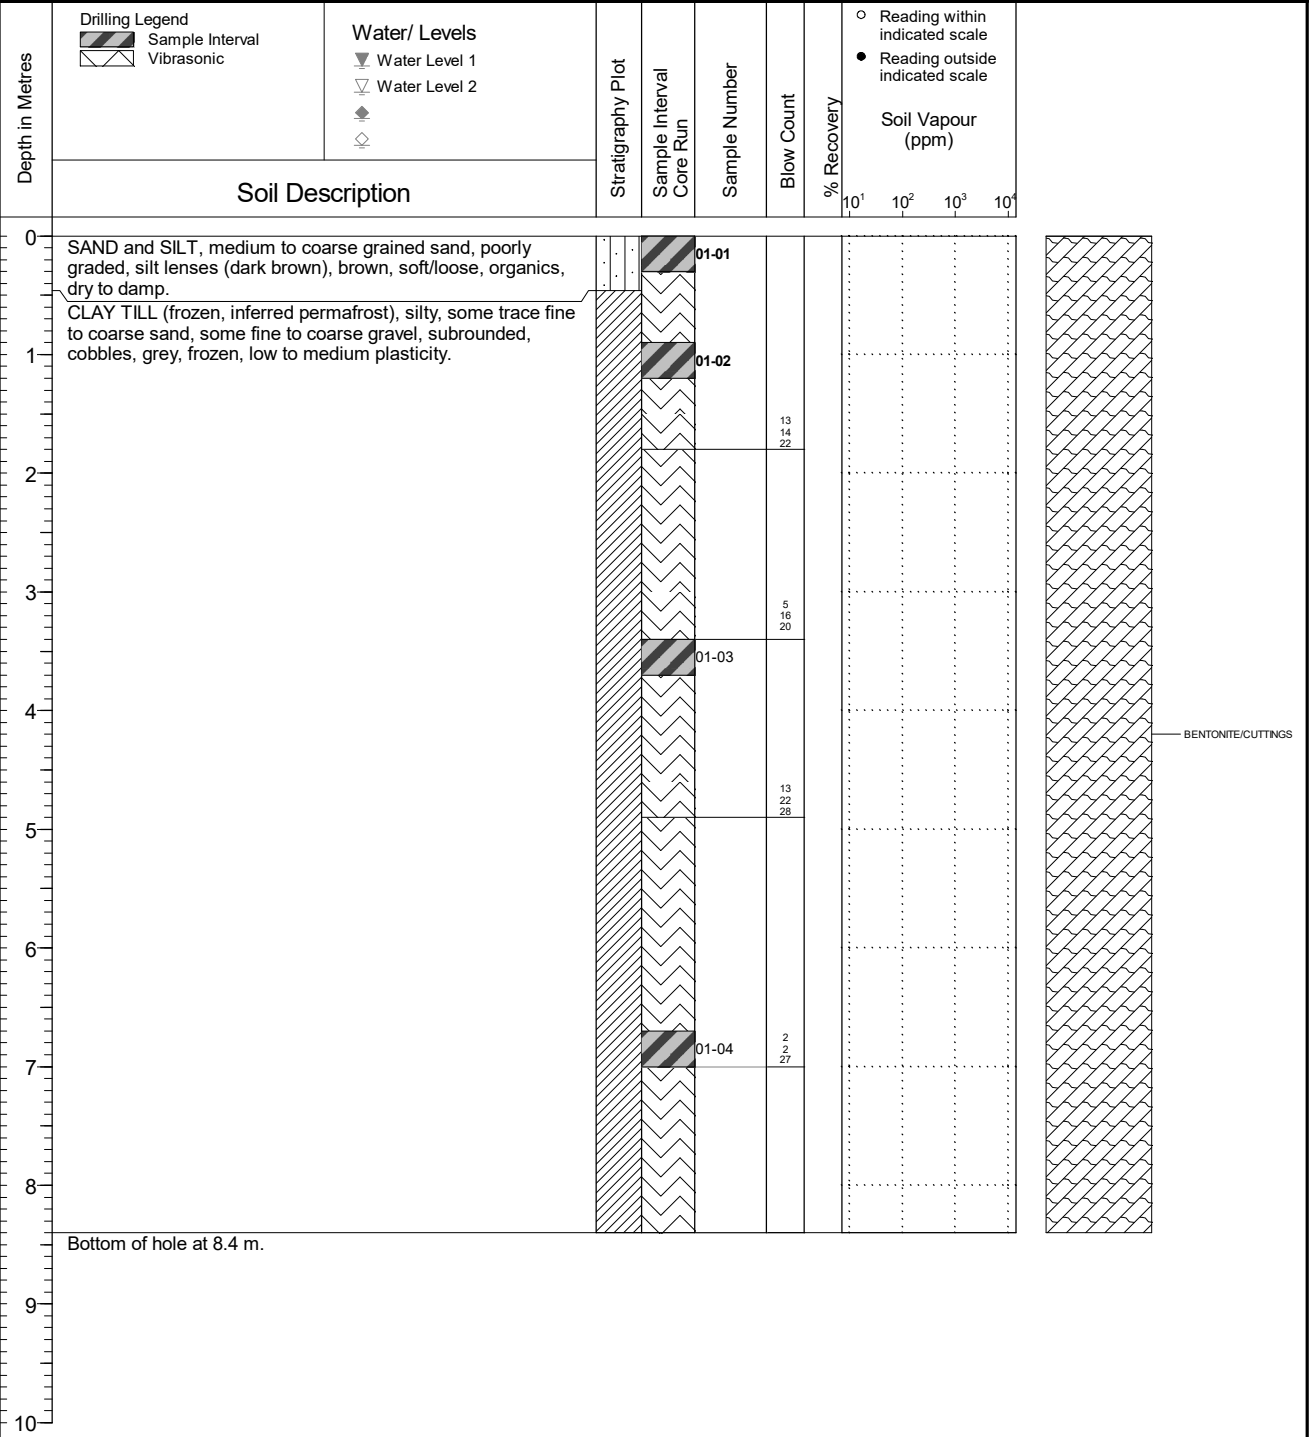 Depth in Metres
Drilling Legend
Sample Interval
Vibrasonic
Water/ Levels
Water Level 1
Water Level 2
Soil Description
Stratigraphy Plot
Sample Interval
Core Run
Sample Number
Blow Count
% Recovery
Reading within
indicated scale
Reading outside
indicated scale
Soil Vapour
(ppm)
10¹ 10² 10³ 10⁴
0
SAND and SILT, medium to coarse grained sand, poorly
graded, silt lenses (dark brown), brown, soft/loose, organics,
dry to damp.
01-01
CLAY TILL (frozen, inferred permafrost), silty, some trace fine
to coarse sand, some fine to coarse gravel, subrounded,
cobbles, grey, frozen, low to medium plasticity.
1
01-02
13
14
22
2
3
5
16
20
01-03
4
BENTONITE/CUTTINGS
13
22
28
5
6
01-04
2
2
27
7
8
Bottom of hole at 8.4 m.
9
10